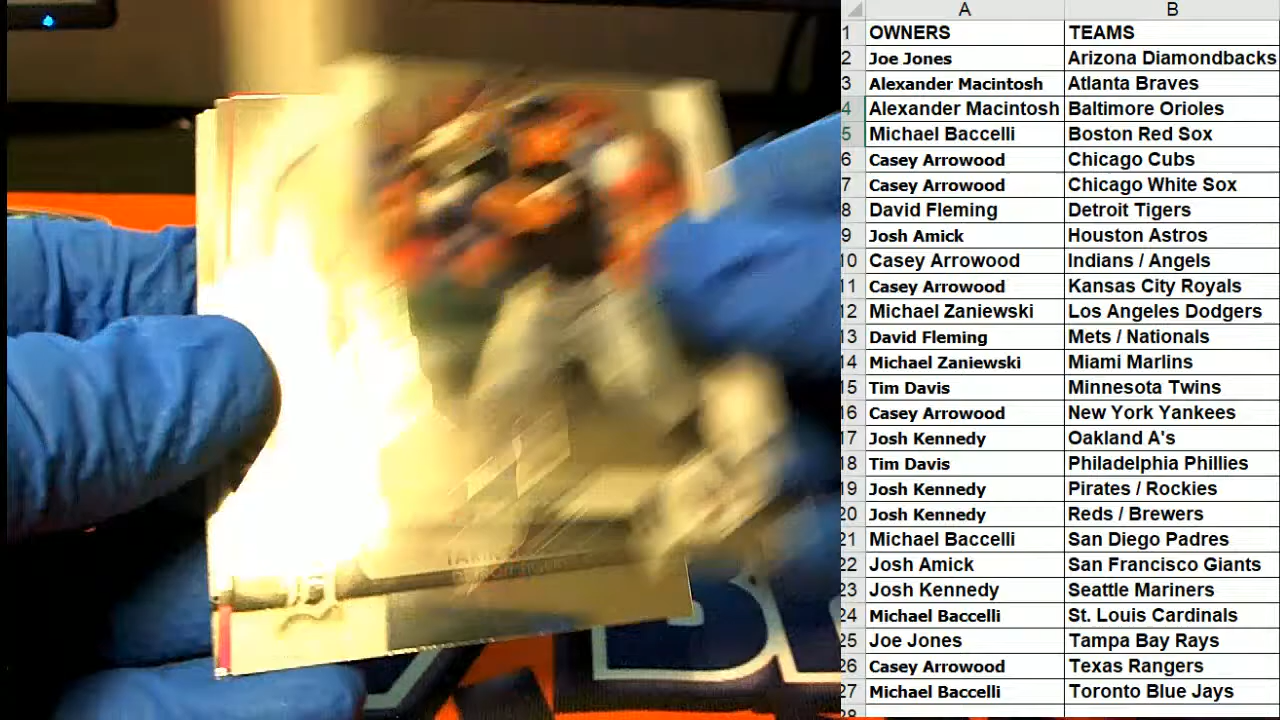 A B
1 OWNERS TEAMS
2 Joe Jones Arizona Diamondbacks
3 Alexander Macintosh Atlanta Braves
4 Alexander Macintosh Baltimore Orioles
5 Michael Baccelli Boston Red Sox
6 Casey Arrowood Chicago Cubs
7 Casey Arrowood Chicago White Sox
8 David Fleming Detroit Tigers
9 Josh Amick Houston Astros
10 Casey Arrowood Indians / Angels
11 Casey Arrowood Kansas City Royals
12 Michael Zaniewski Los Angeles Dodgers
13 David Fleming Mets / Nationals
14 Michael Zaniewski Miami Marlins
15 Tim Davis Minnesota Twins
16 Casey Arrowood New York Yankees
17 Josh Kennedy Oakland A's
18 Tim Davis Philadelphia Phillies
19 Josh Kennedy Pirates / Rockies
20 Josh Kennedy Reds / Brewers
21 Michael Baccelli San Diego Padres
22 Josh Amick San Francisco Giants
23 Josh Kennedy Seattle Mariners
24 Michael Baccelli St. Louis Cardinals
25 Joe Jones Tampa Bay Rays
26 Casey Arrowood Texas Rangers
27 Michael Baccelli Toronto Blue Jays
28